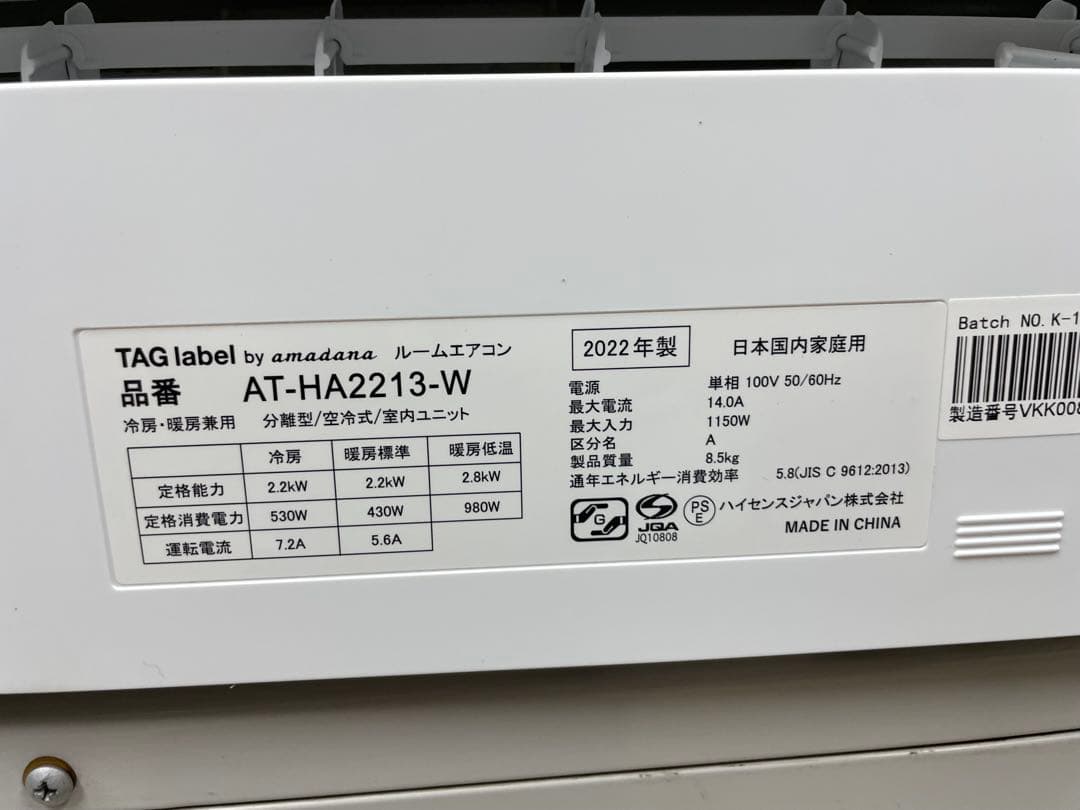 TAG label by amadana ルームエアコン
品番 AT-HA2213-W
冷房・暖房兼用 分離型/空冷式/室内ユニット
冷房 暖房標準 暖房低温
定格能力 2.2kW 2.2kW 2.8kW
定格消費電力 530W 430W 980W
運転電流 7.2A 5.6A
2022年製 日本国内家庭用
電源 単相 100V 50/60Hz
最大電流 14.0A
最大入力 1150W
区分名 A
製品質量 8.5kg
通年エネルギー消費効率 5.8(JIS C 9612:2013)
G JQA JQ10808 PSE ハイセンスジャパン株式会社
MADE IN CHINA
Batch NO. K-1
製造番号VKK008